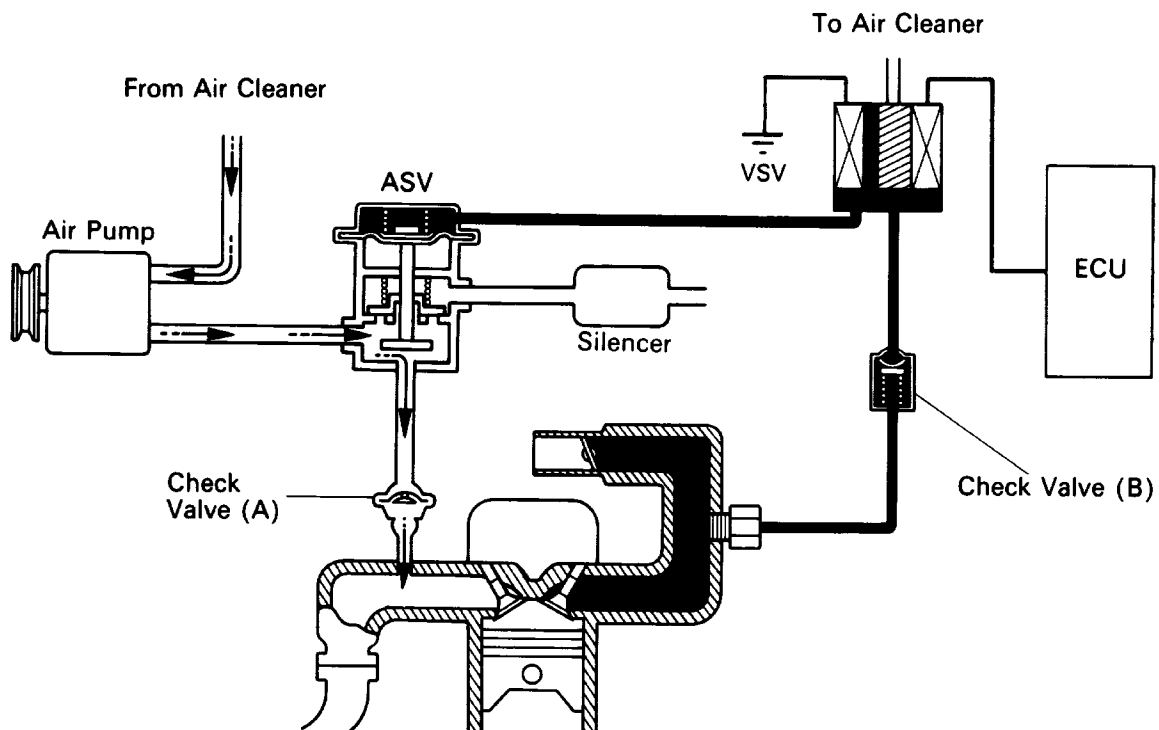 To Air Cleaner
From Air Cleaner
VSV
ASV
Air Pump
ECU
Silencer
Check
Valve (A)
Check Valve (B)